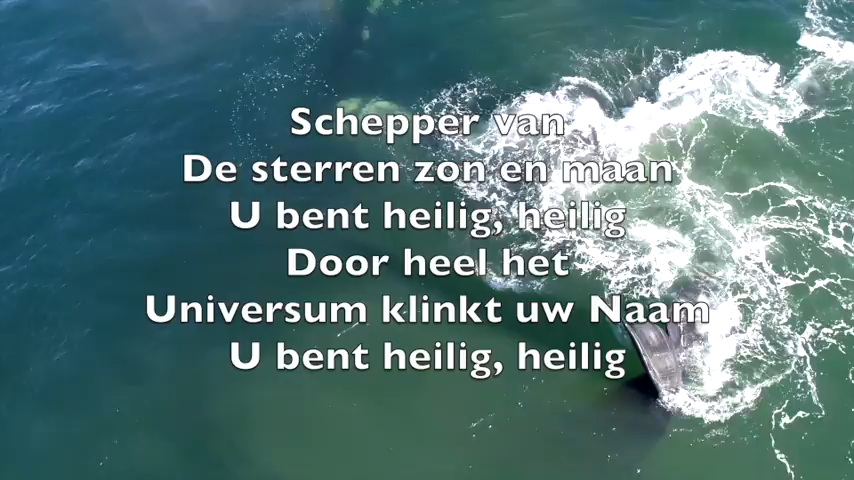 Schepper van
De sterren zon en maan
U bent heilig, heilig
Door heel het
Universum klinkt uw Naam
U bent heilig, heilig